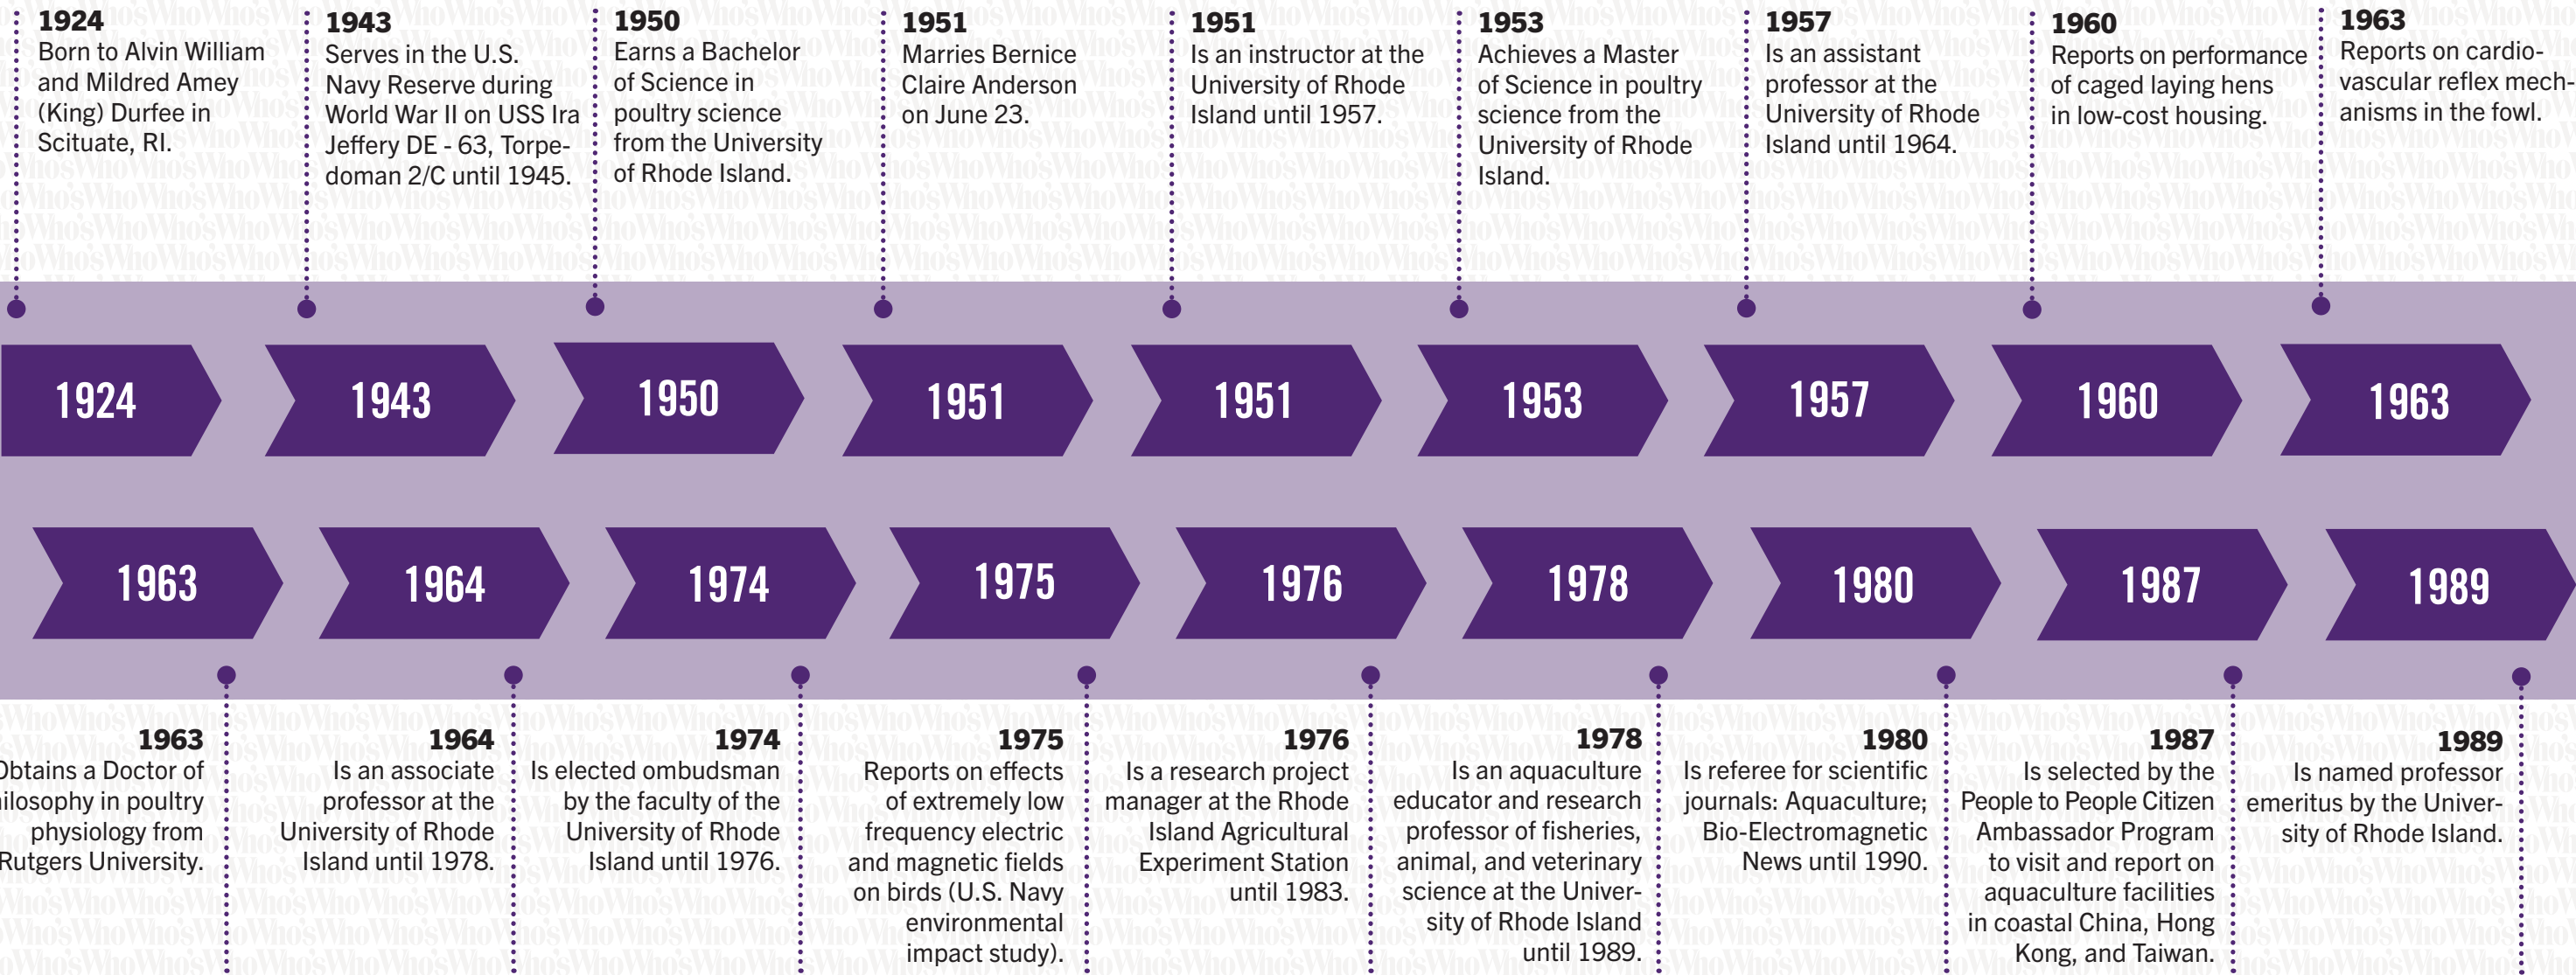 1924
Born to Alvin William
and Mildred Amey
(King) Durfee in
Scituate, RI.
1943
Serves in the U.S.
Navy Reserve during
World War II on USS Ira
Jeffery DE - 63, Torpe-
doman 2/C until 1945.
1950
Earns a Bachelor
of Science in
poultry science
from the University
of Rhode Island.
1951
Marries Bernice
Claire Anderson
on June 23.
1951
Is an instructor at the
University of Rhode
Island until 1957.
1953
Achieves a Master
of Science in poultry
science from the
University of Rhode
Island.
1957
Is an assistant
professor at the
University of Rhode
Island until 1964.
1960
Reports on performance
of caged laying hens
in low-cost housing.
1963
Reports on cardio-
vascular reflex mech-
anisms in the fowl.
1924
1943
1950
1951
1951
1953
1957
1960
1963
1963
1964
1974
1975
1976
1978
1980
1987
1989
1963
Obtains a Doctor of
ilosophy in poultry
physiology from
Rutgers University.
1964
Is an associate
professor at the
University of Rhode
Island until 1978.
1974
Is elected ombudsman
by the faculty of the
University of Rhode
Island until 1976.
1975
Reports on effects
of extremely low
frequency electric
and magnetic fields
on birds (U.S. Navy
environmental
impact study).
1976
Is a research project
manager at the Rhode
Island Agricultural
Experiment Station
until 1983.
1978
Is an aquaculture
educator and research
professor of fisheries,
animal, and veterinary
science at the Univer-
sity of Rhode Island
until 1989.
1980
Is referee for scientific
journals: Aquaculture;
Bio-Electromagnetic
News until 1990.
1987
Is selected by the
People to People Citizen
Ambassador Program
to visit and report on
aquaculture facilities
in coastal China, Hong
Kong, and Taiwan.
1989
Is named professor
emeritus by the Univer-
sity of Rhode Island.